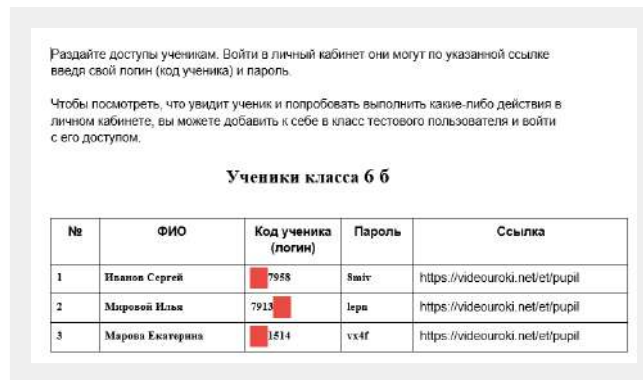 Раздайте доступы ученикам. Войти в личный кабинет они могут по указанной ссылке
введя свой логин (код ученика) и пароль.
Чтобы посмотреть, что увидит ученик и попробовать выполнить какие-либо действия в
личном кабинете, вы можете добавить к себе в класс тестового пользователя и войти
с его доступом.
Ученики класса 6 б
№ ФИО Код ученика (логин) Пароль Ссылка
1 Иванов Сергей 7958 8miv https://videouroki.net/et/pupil
2 Мировой Илья 7913 lepn https://videouroki.net/et/pupil
3 Марова Екатерина 1514 vx4f https://videouroki.net/et/pupil